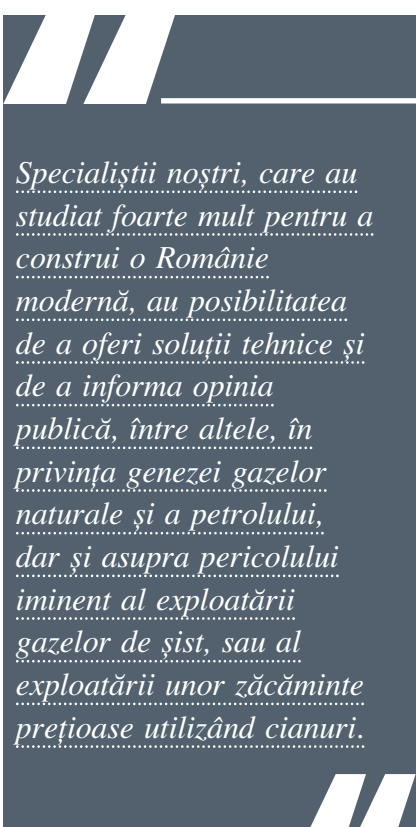 Specialiștii noștri, care au
studiat foarte mult pentru a
construi o Românie
modernă, au posibilitatea
de a oferi soluții tehnice și
de a informa opinia
publică, între altele, în
privința genezei gazelor
naturale și a petrolului,
dar și asupra pericolului
iminent al exploatării
gazelor de șist, sau al
exploatării unor zăcăminte
prețioase utilizând cianuri.